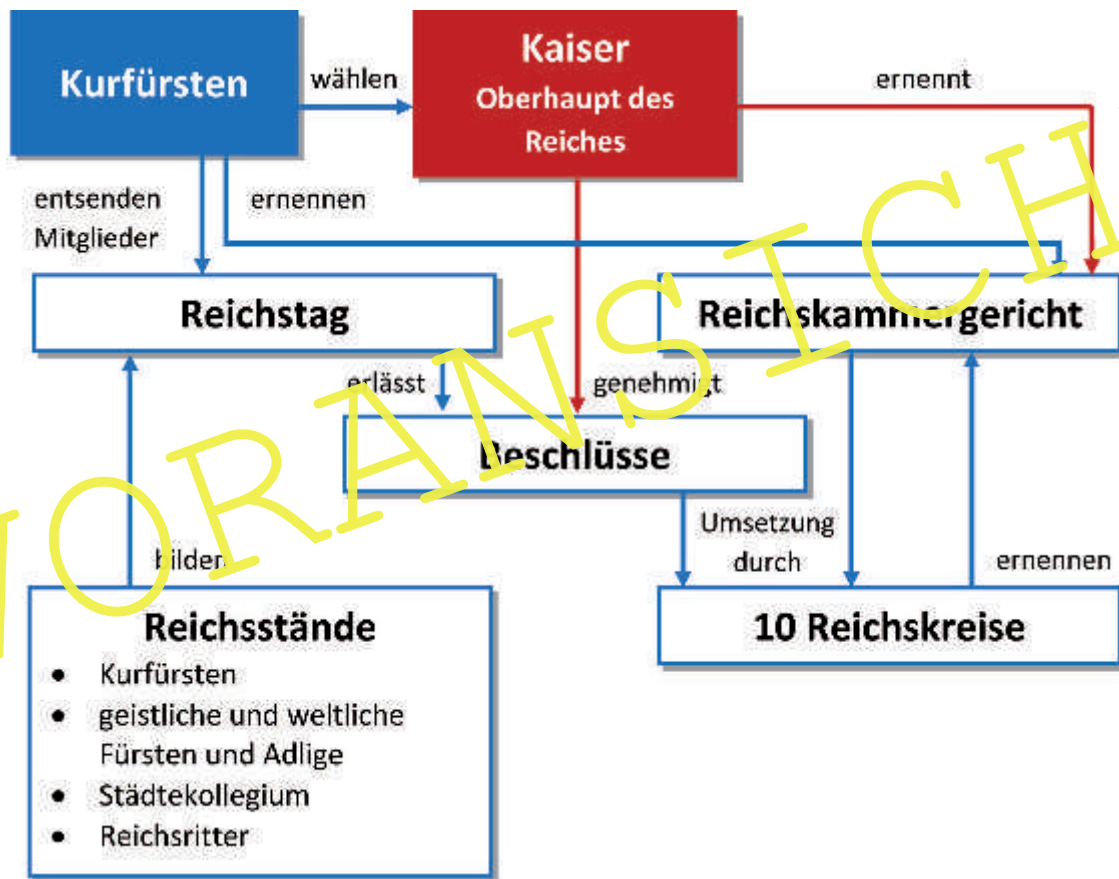 Kurfürsten
wählen
Kaiser
Oberhaupt des
Reiches
ernennt
entsenden
Mitglieder
ernennen
Reichstag
Reichskammergericht
erlässt
genehmigt
Beschlüsse
Umsetzung
durch
ernennen
bilden
Reichsstände
• Kurfürsten
• geistliche und weltliche
Fürsten und Adlige
• Städtekollegium
• Reichsritter
10 Reichskreise
VORANSICH